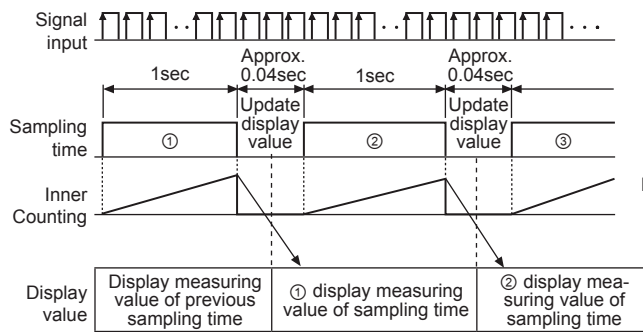 Signal
input
Approx.
0.04sec
Approx.
0.04sec
1sec
1sec
Sampling
time
①
Update
display
value
②
Update
display
value
③
Inner
Counting
Display
value
Display measuring
value of previous
sampling time
① display measuring
value of sampling time
② display mea-
suring value of
sampling time